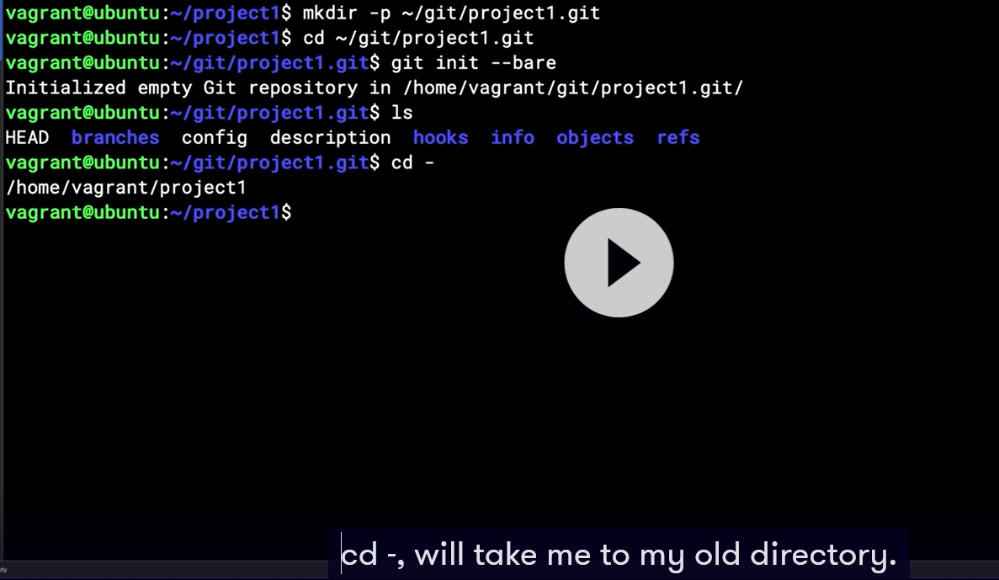 vagrant@ubuntu:~/project1$ mkdir -p ~/git/project1.git
vagrant@ubuntu:~/project1$ cd ~/git/project1.git
vagrant@ubuntu:~/git/project1.git$ git init --bare
Initialized empty Git repository in /home/vagrant/git/project1.git/
vagrant@ubuntu:~/git/project1.git$ ls
HEAD  branches  config  description  hooks  info  objects  refs
vagrant@ubuntu:~/git/project1.git$ cd -
/home/vagrant/project1
vagrant@ubuntu:~/project1$
cd -, will take me to my old directory.